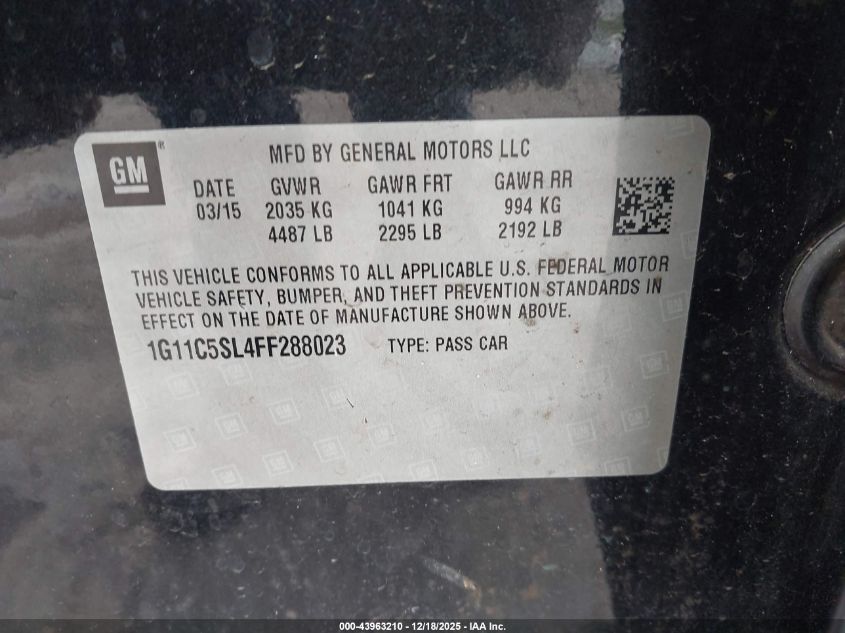 GM ®
MFD BY GENERAL MOTORS LLC
DATE GVWR GAWR FRT GAWR RR
03/15 2035 KG 1041 KG 994 KG
4487 LB 2295 LB 2192 LB
THIS VEHICLE CONFORMS TO ALL APPLICABLE U.S. FEDERAL MOTOR
VEHICLE SAFETY, BUMPER, AND THEFT PREVENTION STANDARDS IN
EFFECT ON THE DATE OF MANUFACTURE SHOWN ABOVE.
1G11C5SL4FF288023 TYPE: PASS CAR
000-43963210 - 12/18/2025 - IAA Inc.